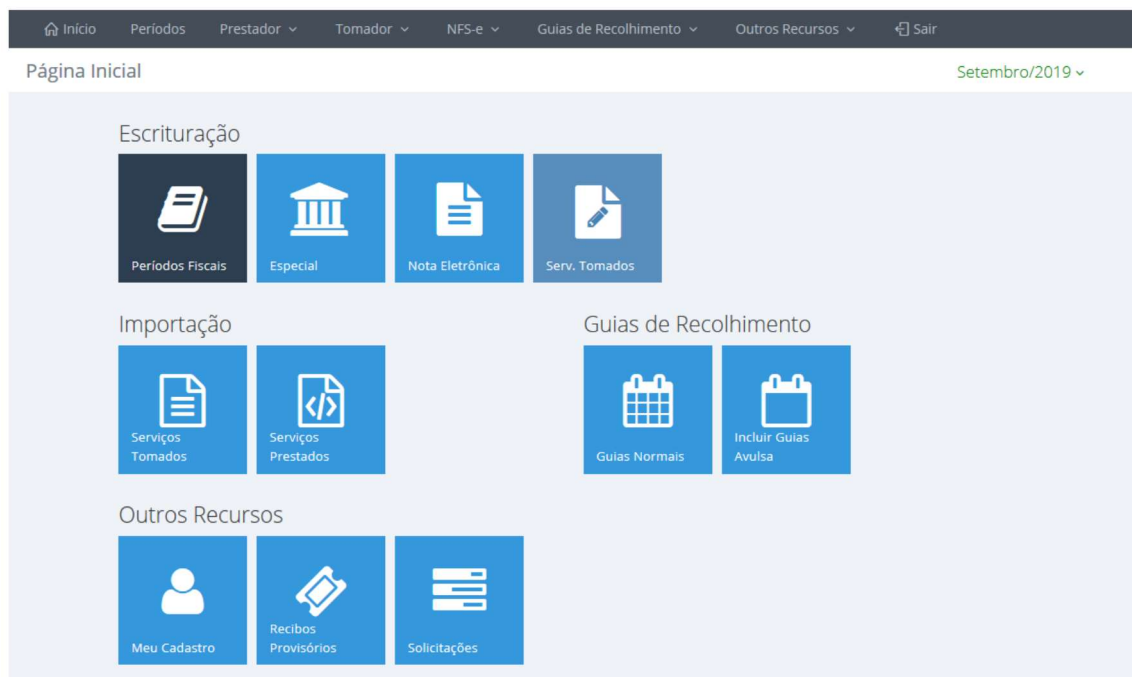 Início Períodos Prestador Tomador NFS-e Guias de Recolhimento Outros Recursos Sair
Página Inicial Setembro/2019
Escrituração
Períodos Fiscais Especial Nota Eletrônica Serv. Tomados
Importação
Serviços
Tomados
Serviços
Prestados
Guias de Recolhimento
Guias Normais
Incluir Guias
Avulsa
Outros Recursos
Meu Cadastro
Recibos
Provisórios
Solicitações